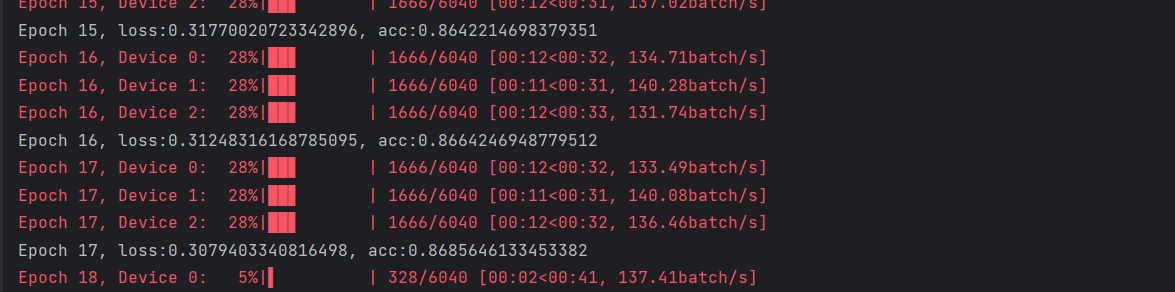 Epoch 15, Device 2:  28%|███       | 1666/6040 [00:12<00:31, 137.02batch/s]
Epoch 15, loss:0.31770020723342896, acc:0.8642214698379351
Epoch 16, Device 0:  28%|███       | 1666/6040 [00:12<00:32, 134.71batch/s]
Epoch 16, Device 1:  28%|███       | 1666/6040 [00:11<00:31, 140.28batch/s]
Epoch 16, Device 2:  28%|███       | 1666/6040 [00:12<00:33, 131.74batch/s]
Epoch 16, loss:0.31248316168785095, acc:0.8664246948779512
Epoch 17, Device 0:  28%|███       | 1666/6040 [00:12<00:32, 133.49batch/s]
Epoch 17, Device 1:  28%|███       | 1666/6040 [00:11<00:31, 140.08batch/s]
Epoch 17, Device 2:  28%|███       | 1666/6040 [00:12<00:32, 136.46batch/s]
Epoch 17, loss:0.3079403340816498, acc:0.8685646133453382
Epoch 18, Device 0:   5%|▌         | 328/6040 [00:02<00:41, 137.41batch/s]